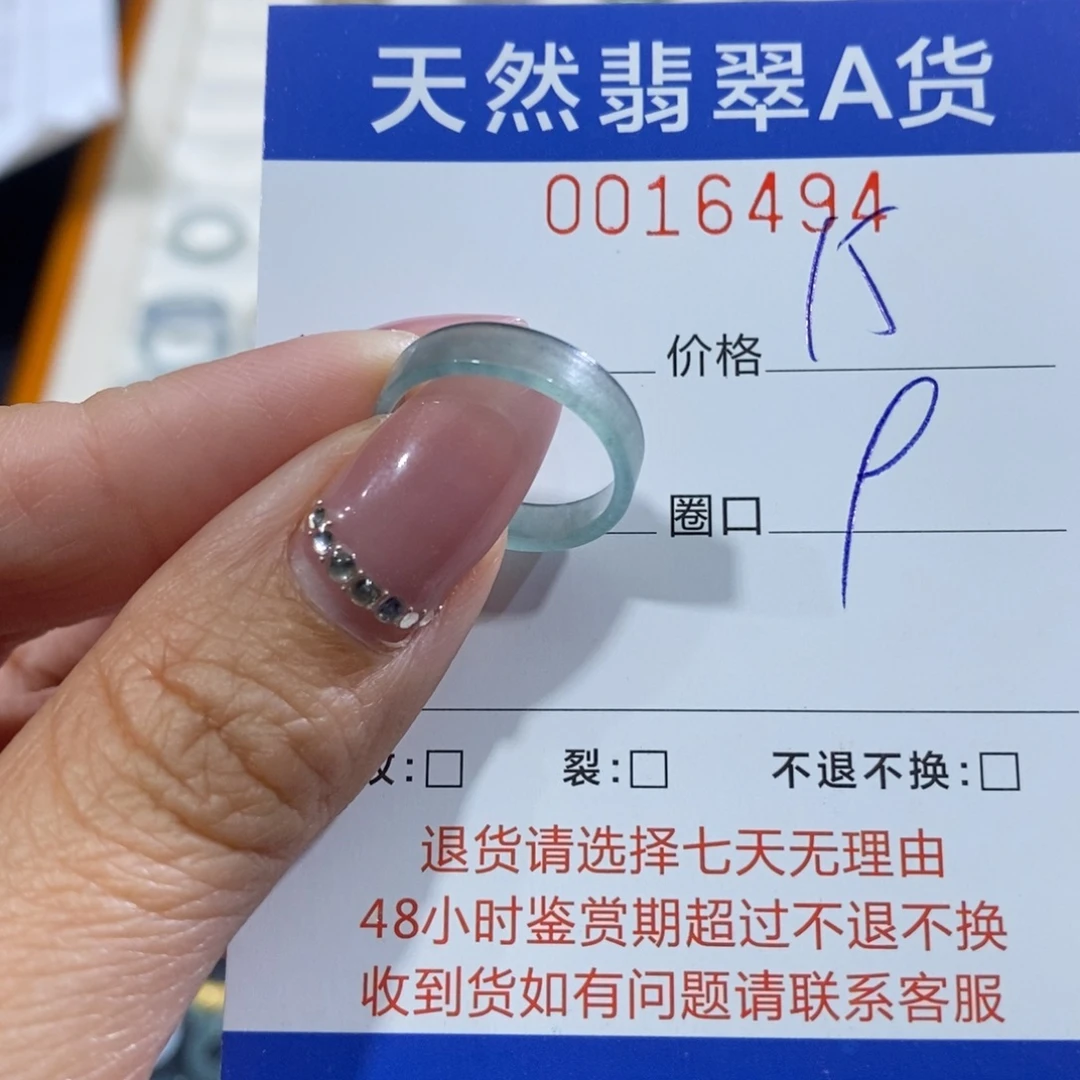 天然翡翠A货
0016494
价格 K
圈口 P
裂:□ 不退不换:□
退货请选择七天无理由
48小时鉴赏期超过不退不换
收到货如有问题请联系客服